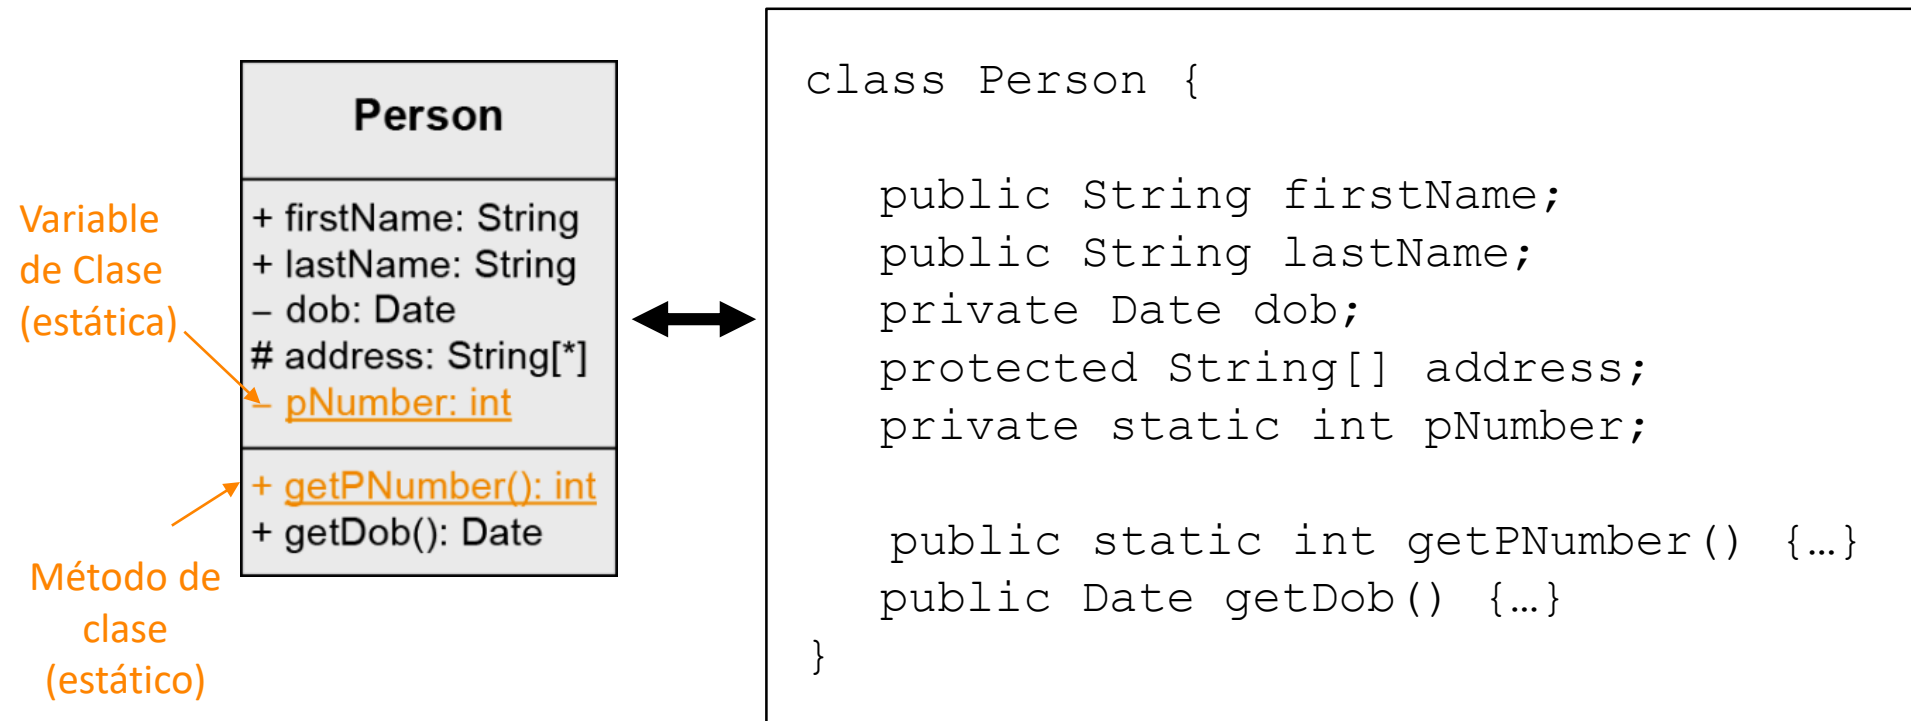 Variable
de Clase
(estática)
Método de
clase
(estático)
Person
+ firstName: String
+ lastName: String
– dob: Date
# address: String[*]
– pNumber: int
+ getPNumber(): int
+ getDob(): Date
class Person {
public String firstName;
public String lastName;
private Date dob;
protected String[] address;
private static int pNumber;
public static int getPNumber() {…}
public Date getDob() {…}
}